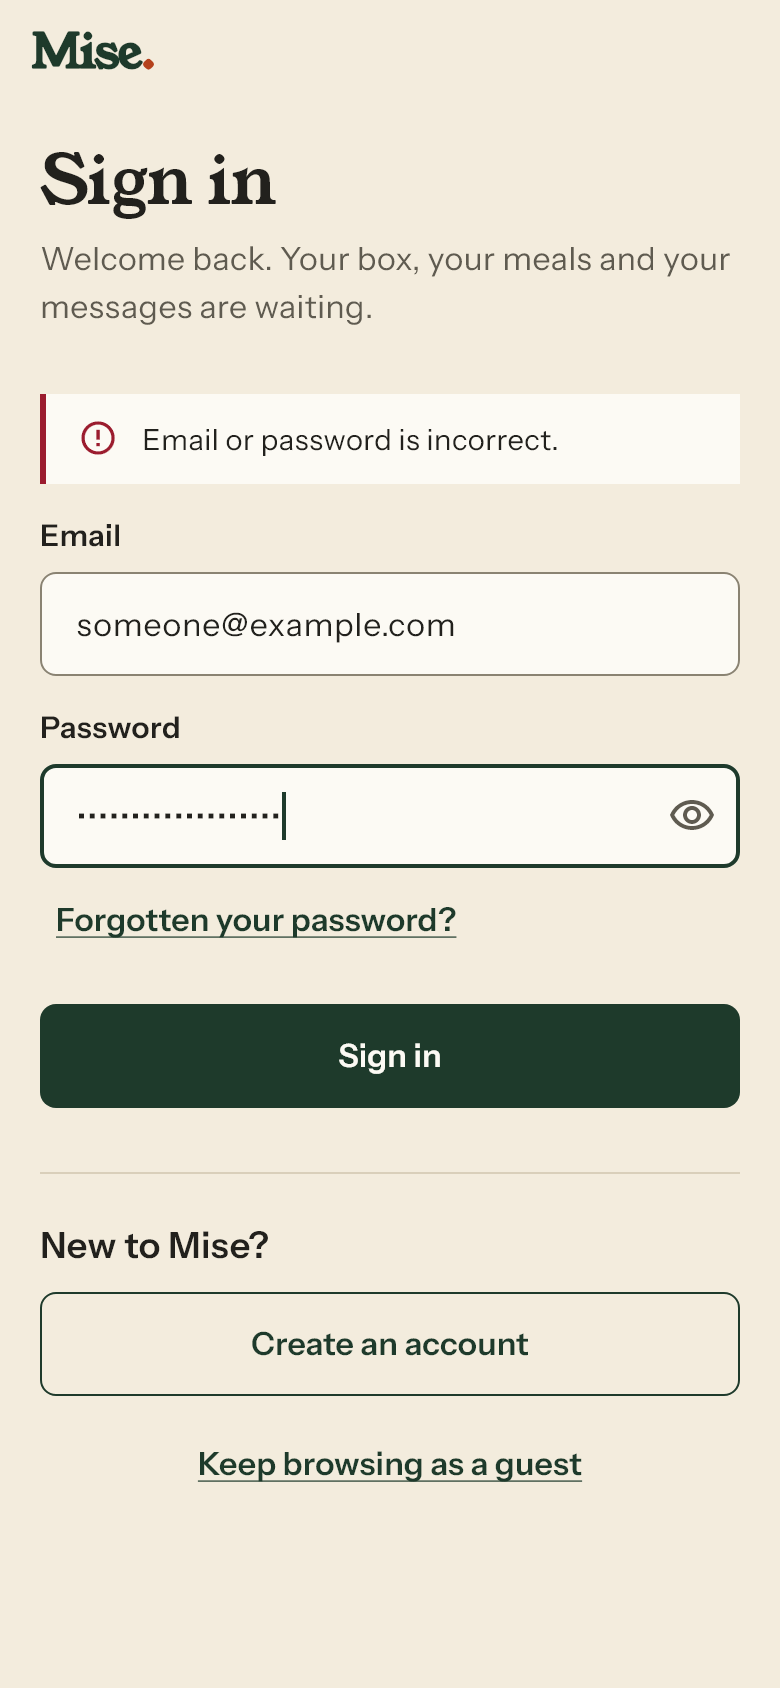 Mise.
Sign in
Welcome back. Your box, your meals and your
messages are waiting.
Email or password is incorrect.
Email
someone@example.com
Password
Forgotten your password?
Sign in
New to Mise?
Create an account
Keep browsing as a guest